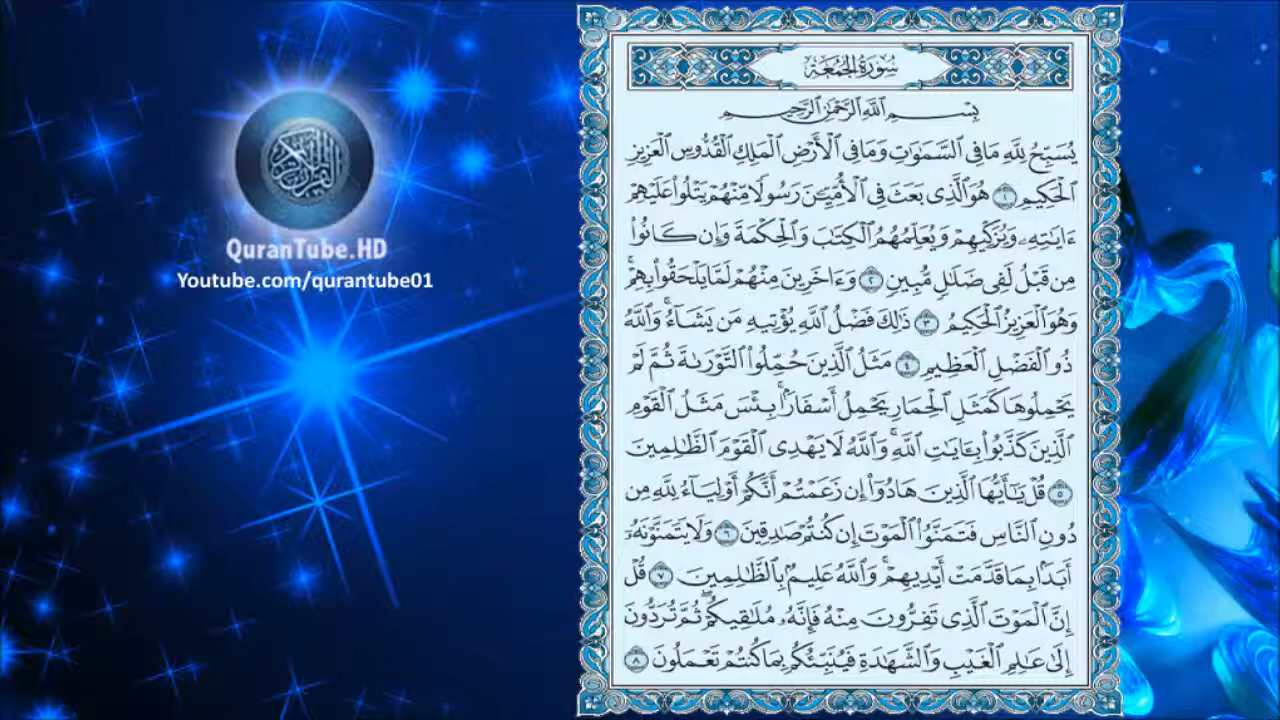 القرآن الكريم
QuranTube.HD
Youtube.com/qurantube01
سُورَةُ الجُمُعَة
بِسْمِ ٱللَّهِ ٱلرَّحْمَٰنِ ٱلرَّحِيمِ
يُسَبِّحُ لِلَّهِ مَا فِى ٱلسَّمَٰوَٰتِ وَمَا فِى ٱلْأَرْضِ ٱلْمَلِكِ ٱلْقُدُّوسِ ٱلْعَزِيزِ
ٱلْحَكِيمِ ١ هُوَ ٱلَّذِى بَعَثَ فِى ٱلْأُمِّيِّـۧنَ رَسُولًا مِّنْهُمْ يَتْلُوا۟ عَلَيْهِمْ
ءَايَٰتِهِۦ وَيُزَكِّيهِمْ وَيُعَلِّمُهُمُ ٱلْكِتَٰبَ وَٱلْحِكْمَةَ وَإِن كَانُوا۟
مِن قَبْلُ لَفِى ضَلَٰلٍ مُّبِينٍ ٢ وَءَاخَرِينَ مِنْهُمْ لَمَّا يَلْحَقُوا۟ بِهِمْ ۚ
وَهُوَ ٱلْعَزِيزُ ٱلْحَكِيمُ ٣ ذَٰلِكَ فَضْلُ ٱللَّهِ يُؤْتِيهِ مَن يَشَآءُ ۚ وَٱللَّهُ
ذُو ٱلْفَضْلِ ٱلْعَظِيمِ ٤ مَثَلُ ٱلَّذِينَ حُمِّلُوا۟ ٱلتَّوْرَىٰةَ ثُمَّ لَمْ
يَحْمِلُوهَا كَمَثَلِ ٱلْحِمَارِ يَحْمِلُ أَسْفَارًۢا ۚ بِئْسَ مَثَلُ ٱلْقَوْمِ
ٱلَّذِينَ كَذَّبُوا۟ بِـَٔايَٰتِ ٱللَّهِ ۚ وَٱللَّهُ لَا يَهْدِى ٱلْقَوْمَ ٱلظَّٰلِمِينَ
٥ قُلْ يَٰٓأَيُّهَا ٱلَّذِينَ هَادُوٓا۟ إِن زَعَمْتُمْ أَنَّكُمْ أَوْلِيَآءُ لِلَّهِ مِن
دُونِ ٱلنَّاسِ فَتَمَنَّوُا۟ ٱلْمَوْتَ إِن كُنتُمْ صَٰدِقِينَ ٦ وَلَا يَتَمَنَّوْنَهُۥٓ
أَبَدًۢا بِمَا قَدَّمَتْ أَيْدِيهِمْ ۚ وَٱللَّهُ عَلِيمٌۢ بِٱلظَّٰلِمِينَ ٧ قُلْ
إِنَّ ٱلْمَوْتَ ٱلَّذِى تَفِرُّونَ مِنْهُ فَإِنَّهُۥ مُلَٰقِيكُمْ ۖ ثُمَّ تُرَدُّونَ
إِلَىٰ عَٰلِمِ ٱلْغَيْبِ وَٱلشَّهَٰدَةِ فَيُنَبِّئُكُم بِمَا كُنتُمْ تَعْمَلُونَ ٨